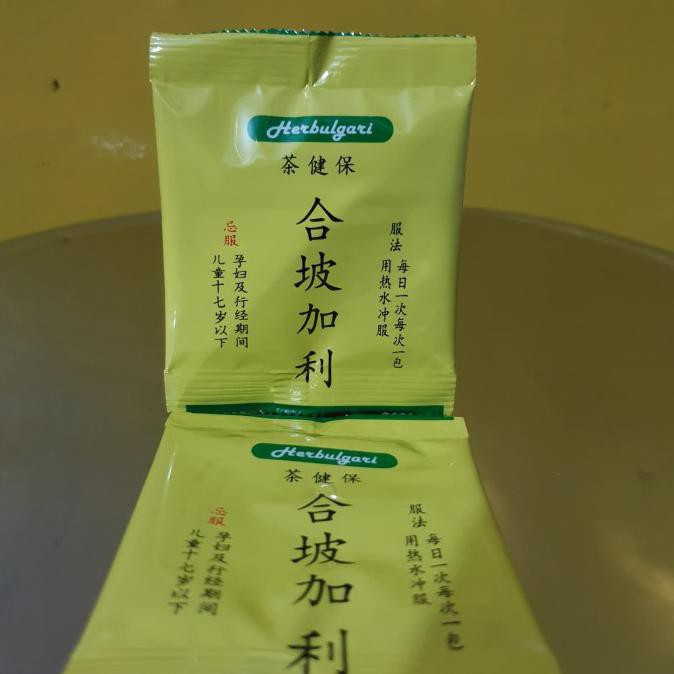 Herbulgari
保健茶
服法
每日一次每次一包
用热水冲服
合坡加利
忌服
孕妇及行经期间
儿童十七岁以下
Herbulgari
保健茶
服法
每日一次每次一包
用热水冲服
合坡加利
忌服
孕妇及行经期间
儿童十七岁以下